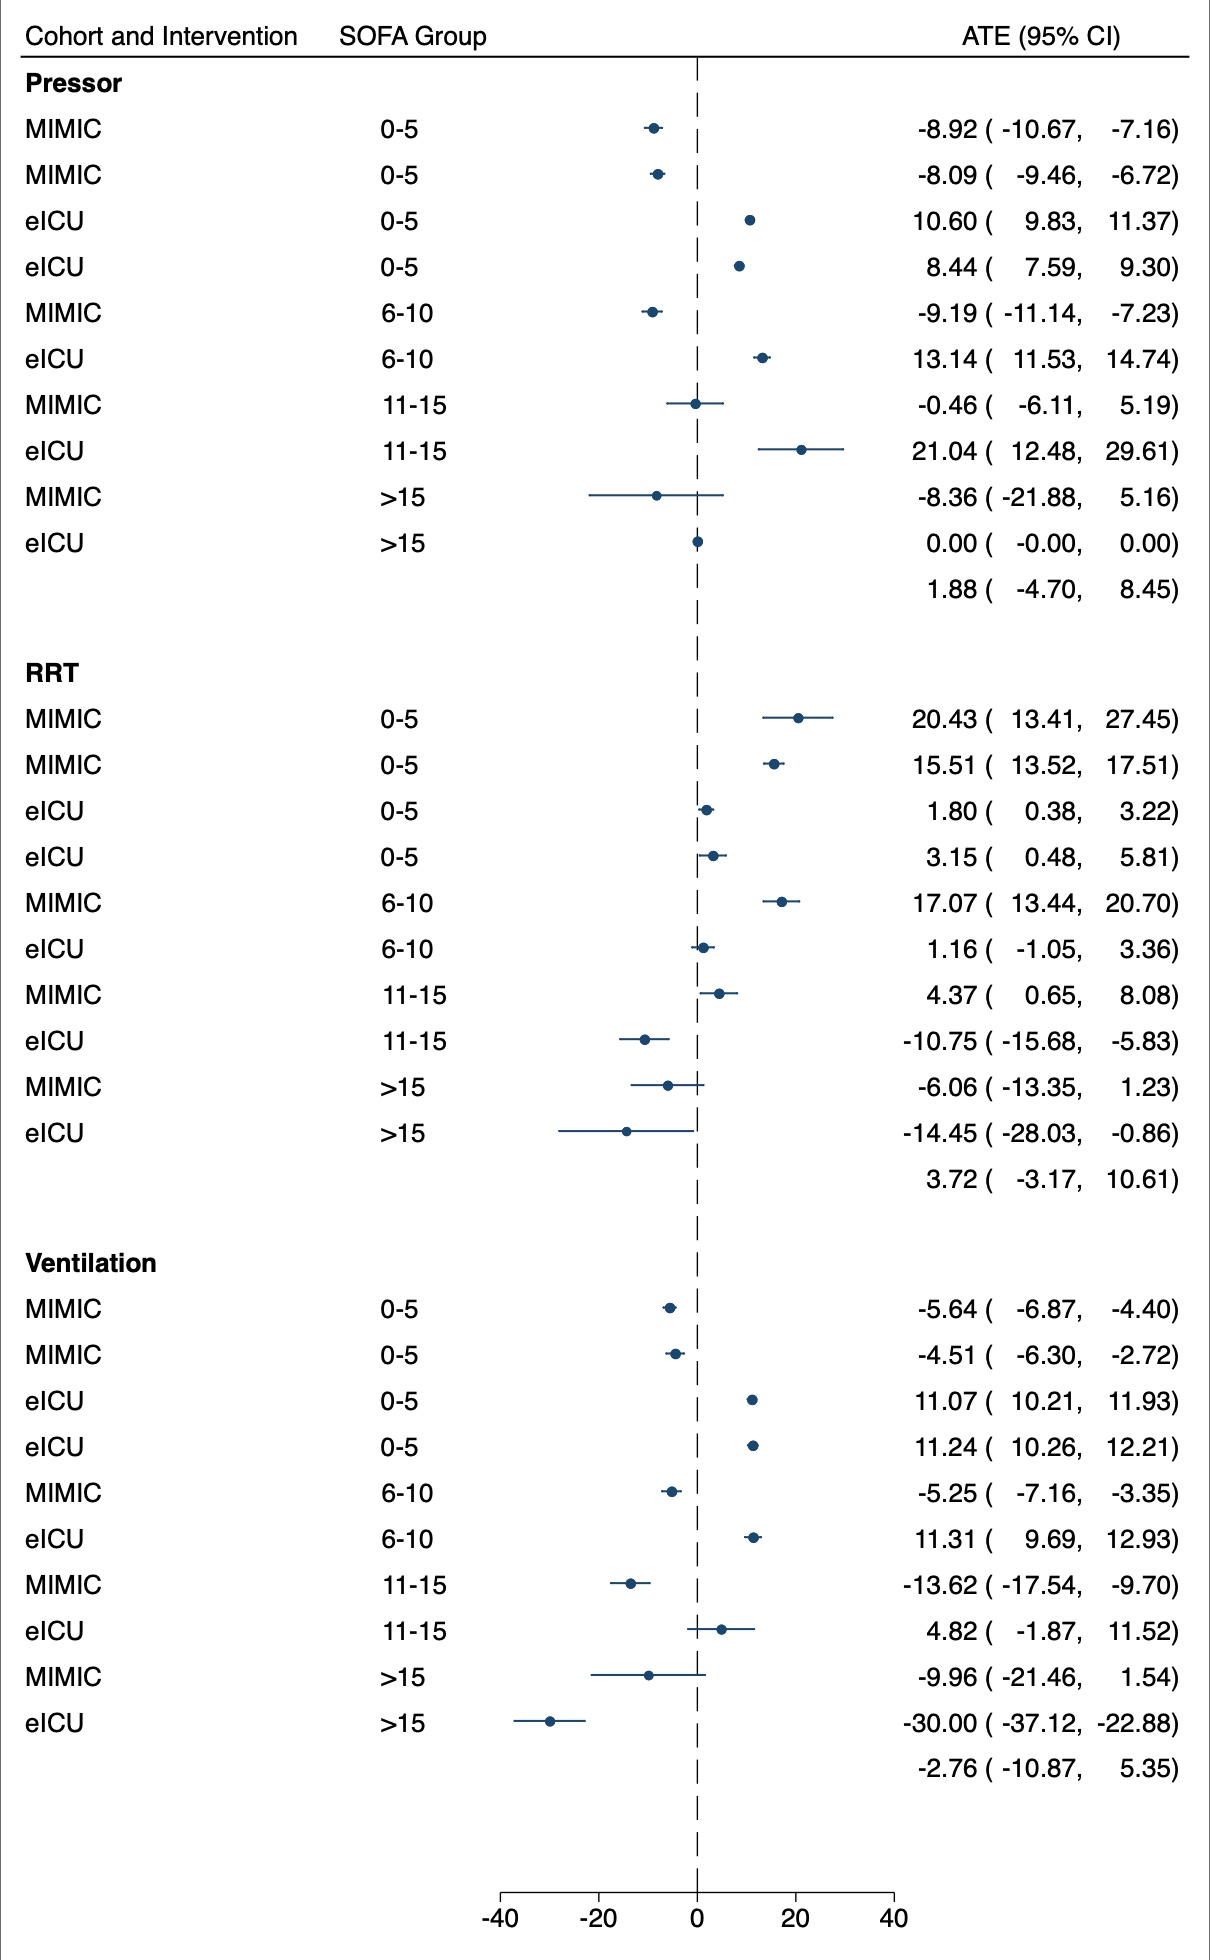 Cohort and Intervention SOFA Group ATE (95% CI)
Pressor
MIMIC 0-5 -8.92 ( -10.67, -7.16)
MIMIC 0-5 -8.09 ( -9.46, -6.72)
eICU 0-5 10.60 ( 9.83, 11.37)
eICU 0-5 8.44 ( 7.59, 9.30)
MIMIC 6-10 -9.19 ( -11.14, -7.23)
eICU 6-10 13.14 ( 11.53, 14.74)
MIMIC 11-15 -0.46 ( -6.11, 5.19)
eICU 11-15 21.04 ( 12.48, 29.61)
MIMIC >15 -8.36 ( -21.88, 5.16)
eICU >15 0.00 ( -0.00, 0.00)
1.88 ( -4.70, 8.45)
RRT
MIMIC 0-5 20.43 ( 13.41, 27.45)
MIMIC 0-5 15.51 ( 13.52, 17.51)
eICU 0-5 1.80 ( 0.38, 3.22)
eICU 0-5 3.15 ( 0.48, 5.81)
MIMIC 6-10 17.07 ( 13.44, 20.70)
eICU 6-10 1.16 ( -1.05, 3.36)
MIMIC 11-15 4.37 ( 0.65, 8.08)
eICU 11-15 -10.75 ( -15.68, -5.83)
MIMIC >15 -6.06 ( -13.35, 1.23)
eICU >15 -14.45 ( -28.03, -0.86)
3.72 ( -3.17, 10.61)
Ventilation
MIMIC 0-5 -5.64 ( -6.87, -4.40)
MIMIC 0-5 -4.51 ( -6.30, -2.72)
eICU 0-5 11.07 ( 10.21, 11.93)
eICU 0-5 11.24 ( 10.26, 12.21)
MIMIC 6-10 -5.25 ( -7.16, -3.35)
eICU 6-10 11.31 ( 9.69, 12.93)
MIMIC 11-15 -13.62 ( -17.54, -9.70)
eICU 11-15 4.82 ( -1.87, 11.52)
MIMIC >15 -9.96 ( -21.46, 1.54)
eICU >15 -30.00 ( -37.12, -22.88)
-2.76 ( -10.87, 5.35)
-40 -20 0 20 40